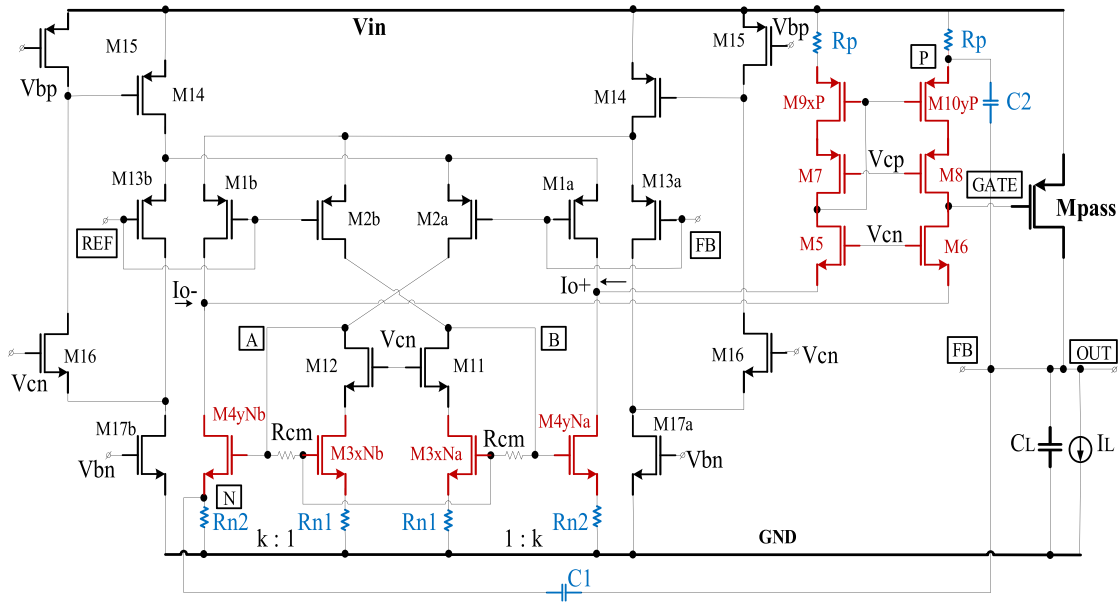 Vin
M15
M15
Vbp
Rp
Rp
P
Vbp
M14
M14
M9xP
M10yP
C2
M13b
M1b
M2b
M2a
M1a
M13a
M7
Vcp
M8
GATE
Mpass
REF
FB
M5
Vcn
M6
Io-
Io+
A
Vcn
B
M12
M11
M16
Vcn
M16
Vcn
FB
OUT
M17b
M4yNb
Rcm
M3xNb
M3xNa
Rcm
M4yNa
M17a
Vbn
Vbn
CL
IL
N
Rn2
Rn1
Rn1
Rn2
k : 1
1 : k
GND
C1